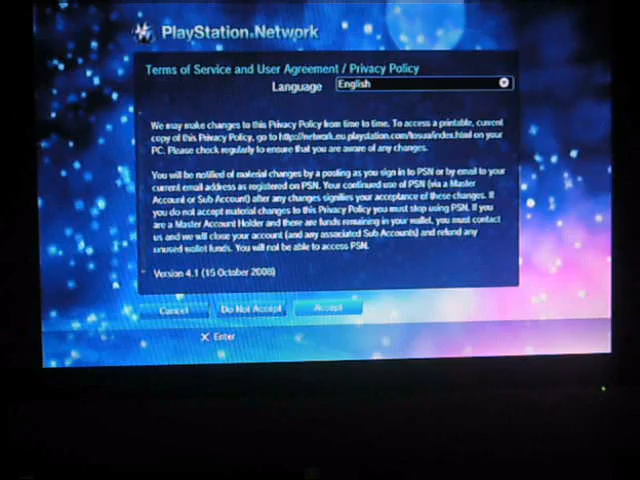 PlayStation Network
Terms of Service and User Agreement / Privacy Policy
Language English
We may make changes to this Privacy Policy from time to time. To access a printable, current
copy of this Privacy Policy, go to http://network.eu.playstation.com/tosua/index.html on your
PC. Please check regularly to ensure that you are aware of any changes.
You will be notified of material changes by a posting as you sign in to PSN or by email to your
current email address as registered on PSN. Your continued use of PSN (via a Master
Account or Sub Account) after any changes signifies your acceptance of these changes. If
you do not accept material changes to this Privacy Policy you must stop using PSN. If you
are a Master Account Holder and there are funds remaining in your wallet, you must contact
us and we will close your account (and any associated Sub Accounts) and refund any
unused wallet funds. You will not be able to access PSN.
Version 4.1 (15 October 2008)
Cancel Do Not Accept Accept
X Enter